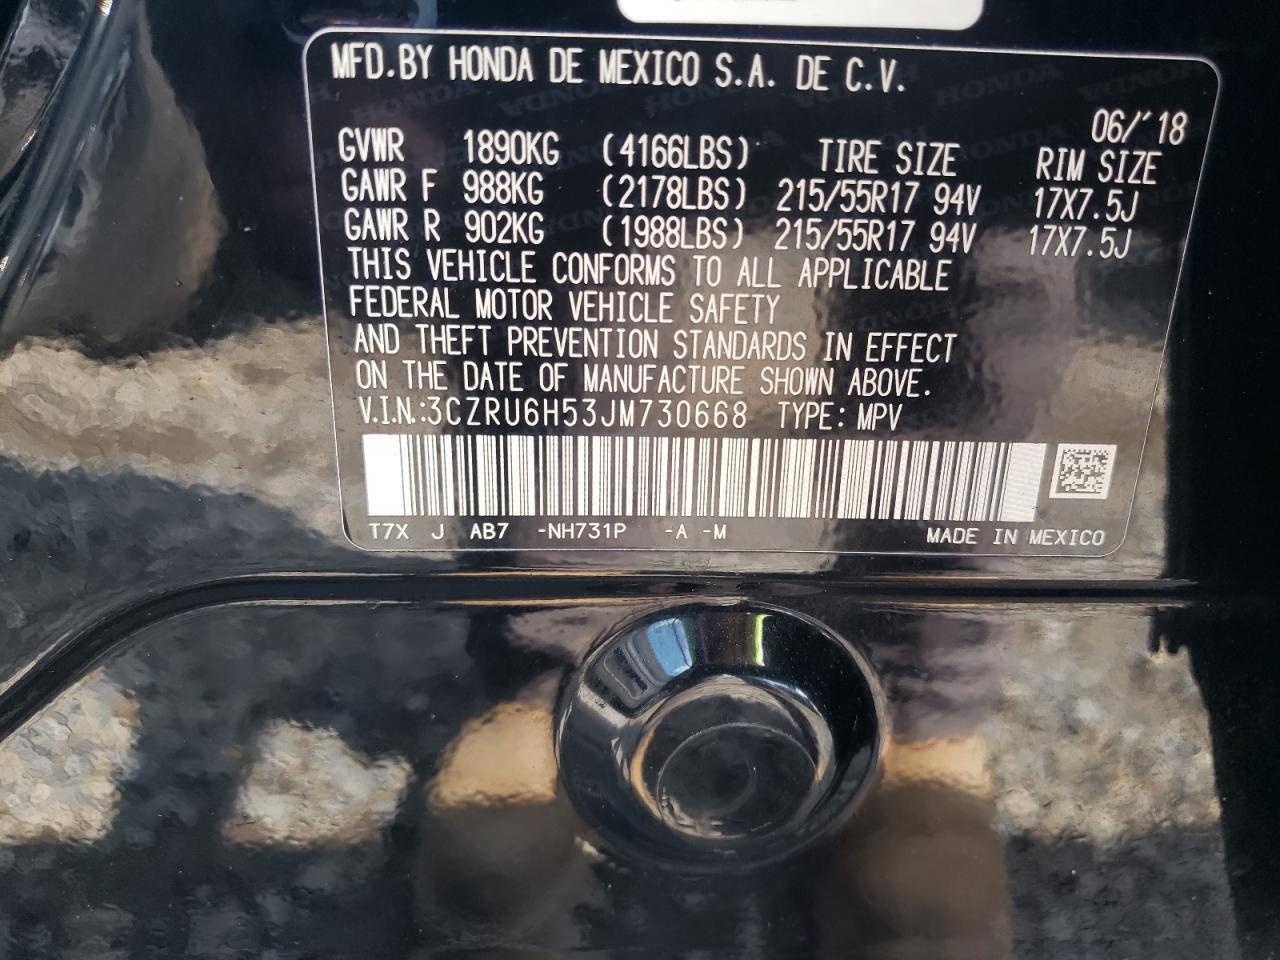 MFD.BY HONDA DE MEXICO S.A. DE C.V.
06/'18
GVWR 1890KG (4166LBS) TIRE SIZE RIM SIZE
GAWR F 988KG (2178LBS) 215/55R17 94V 17X7.5J
GAWR R 902KG (1988LBS) 215/55R17 94V 17X7.5J
THIS VEHICLE CONFORMS TO ALL APPLICABLE
FEDERAL MOTOR VEHICLE SAFETY
AND THEFT PREVENTION STANDARDS IN EFFECT
ON THE DATE OF MANUFACTURE SHOWN ABOVE.
V.I.N.:3CZRU6H53JM730668 TYPE: MPV
T7X J AB7 -NH731P -A -M MADE IN MEXICO